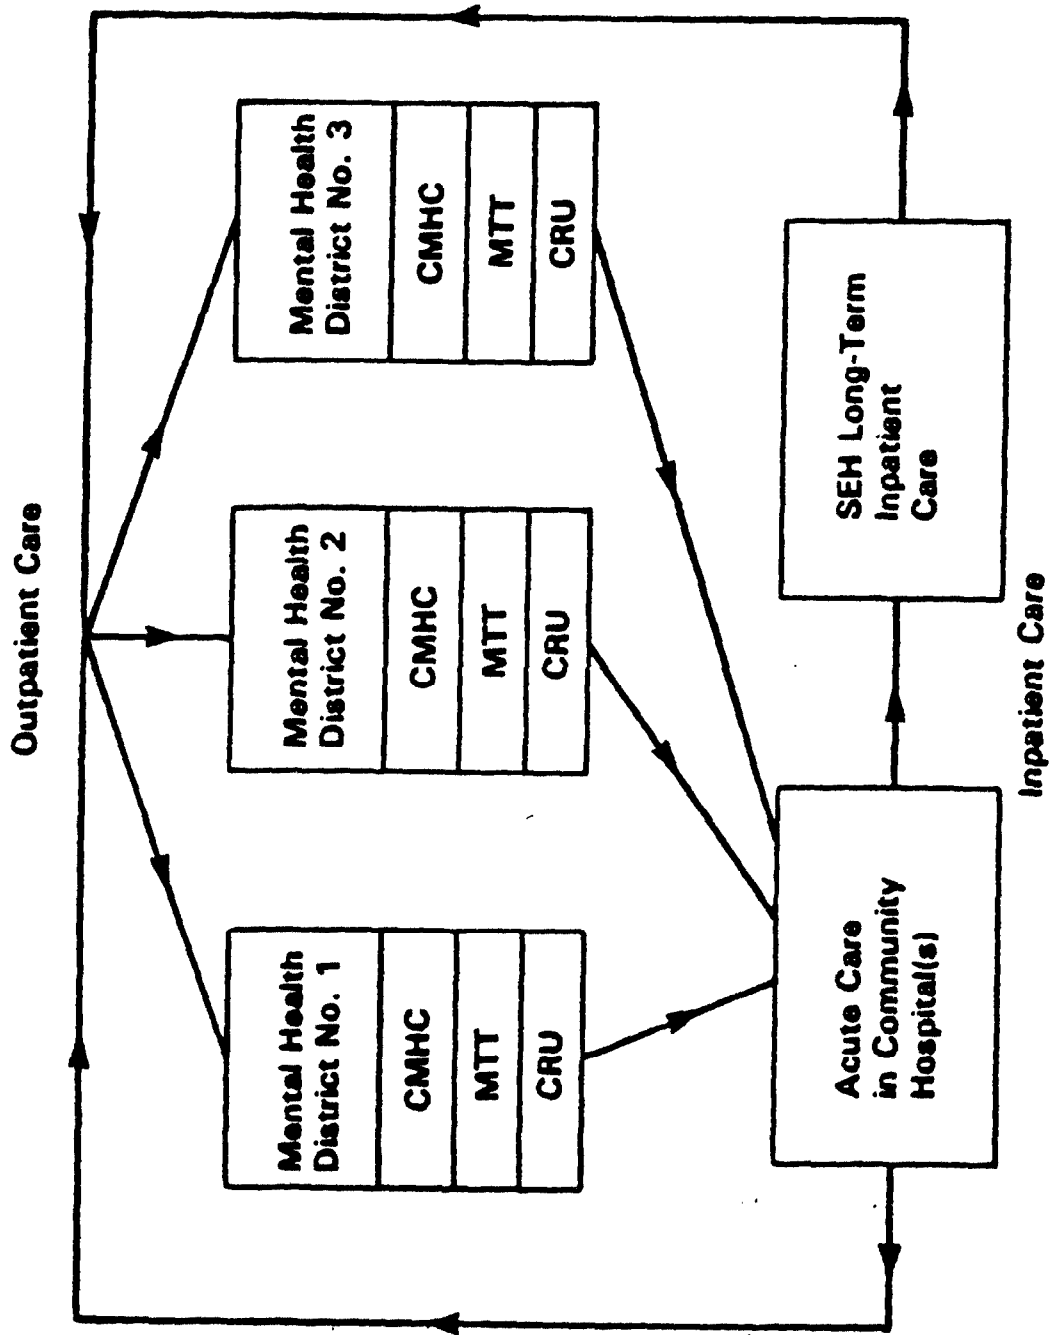 Outpatient Care
Mental Health
District No. 1
CMHC
MTT
CRU
Mental Health
District No. 2
CMHC
MTT
CRU
Mental Health
District No. 3
CMHC
MTT
CRU
Acute Care
in Community
Hospital(s)
SEH Long-Term
Inpatient
Care
Inpatient Care